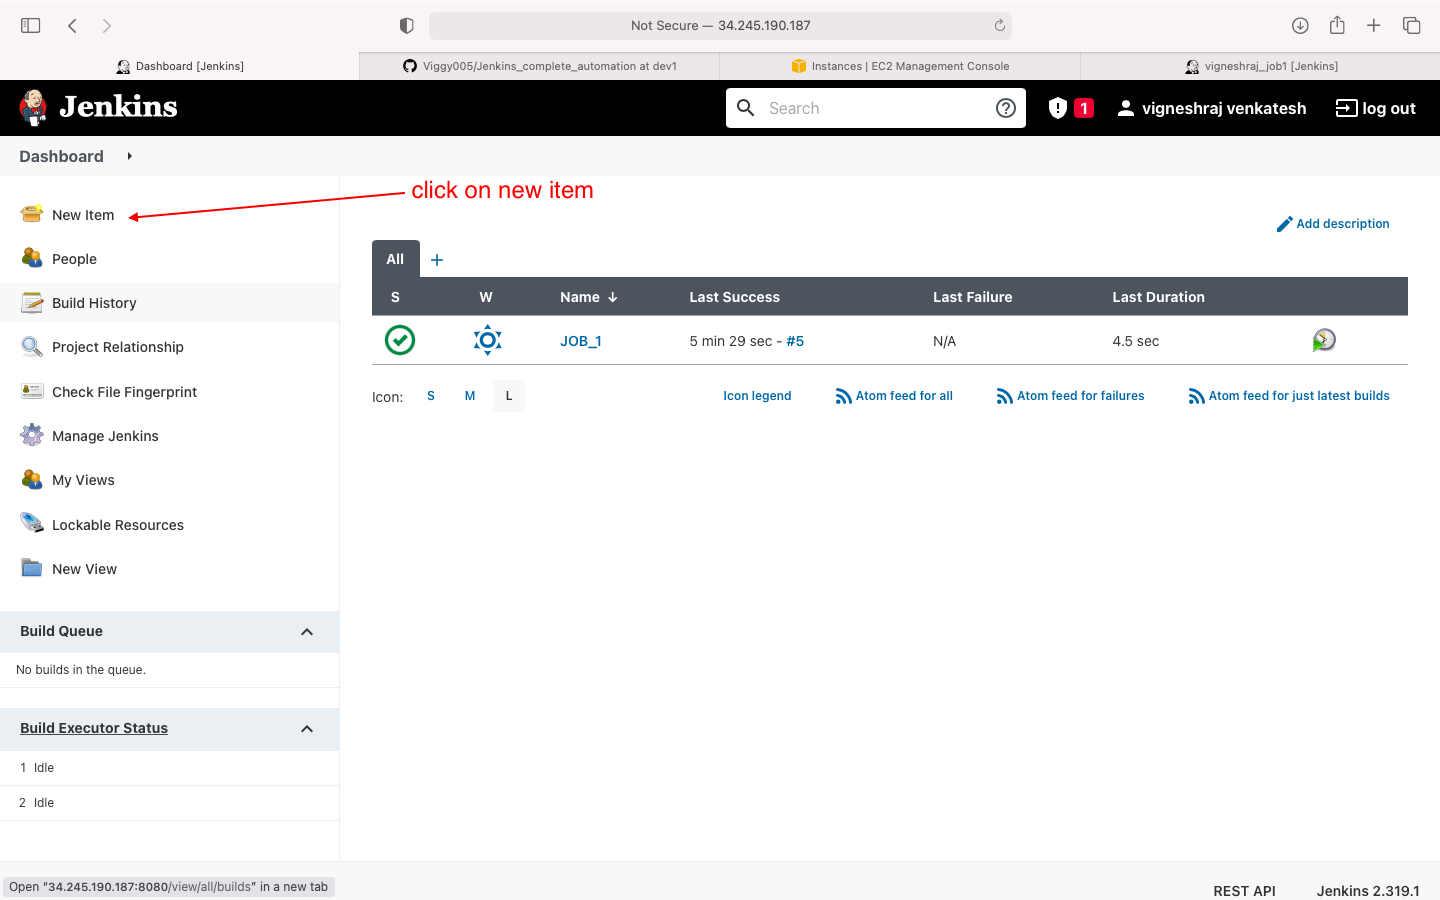 Not Secure — 34.245.190.187
Dashboard [Jenkins]
Viggy005/Jenkins_complete_automation at dev1
Instances | EC2 Management Console
vigneshraj_job1 [Jenkins]
Jenkins
Search
1
vigneshraj venkatesh
log out
Dashboard
click on new item
New Item
People
Build History
Project Relationship
Check File Fingerprint
Manage Jenkins
My Views
Lockable Resources
New View
Build Queue
No builds in the queue.
Build Executor Status
1 Idle
2 Idle
Add description
All +
S W Name ↓ Last Success Last Failure Last Duration
JOB_1 5 min 29 sec - #5 N/A 4.5 sec
Icon: S M L
Icon legend Atom feed for all Atom feed for failures Atom feed for just latest builds
Open “34.245.190.187:8080/view/all/builds” in a new tab
REST API Jenkins 2.319.1